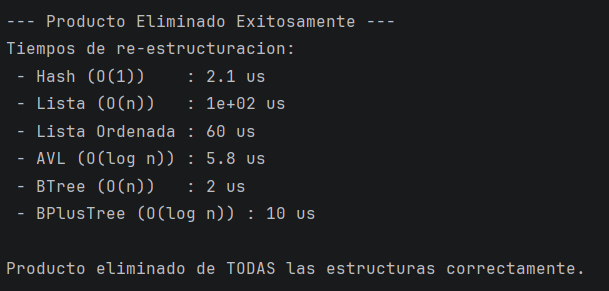 --- Producto Eliminado Exitosamente ---
Tiempos de re-estructuracion:
 - Hash (O(1))    : 2.1 us
 - Lista (O(n))   : 1e+02 us
 - Lista Ordenada : 60 us
 - AVL (O(log n)) : 5.8 us
 - BTree (O(n))   : 2 us
 - BPlusTree (O(log n)) : 10 us
Producto eliminado de TODAS las estructuras correctamente.